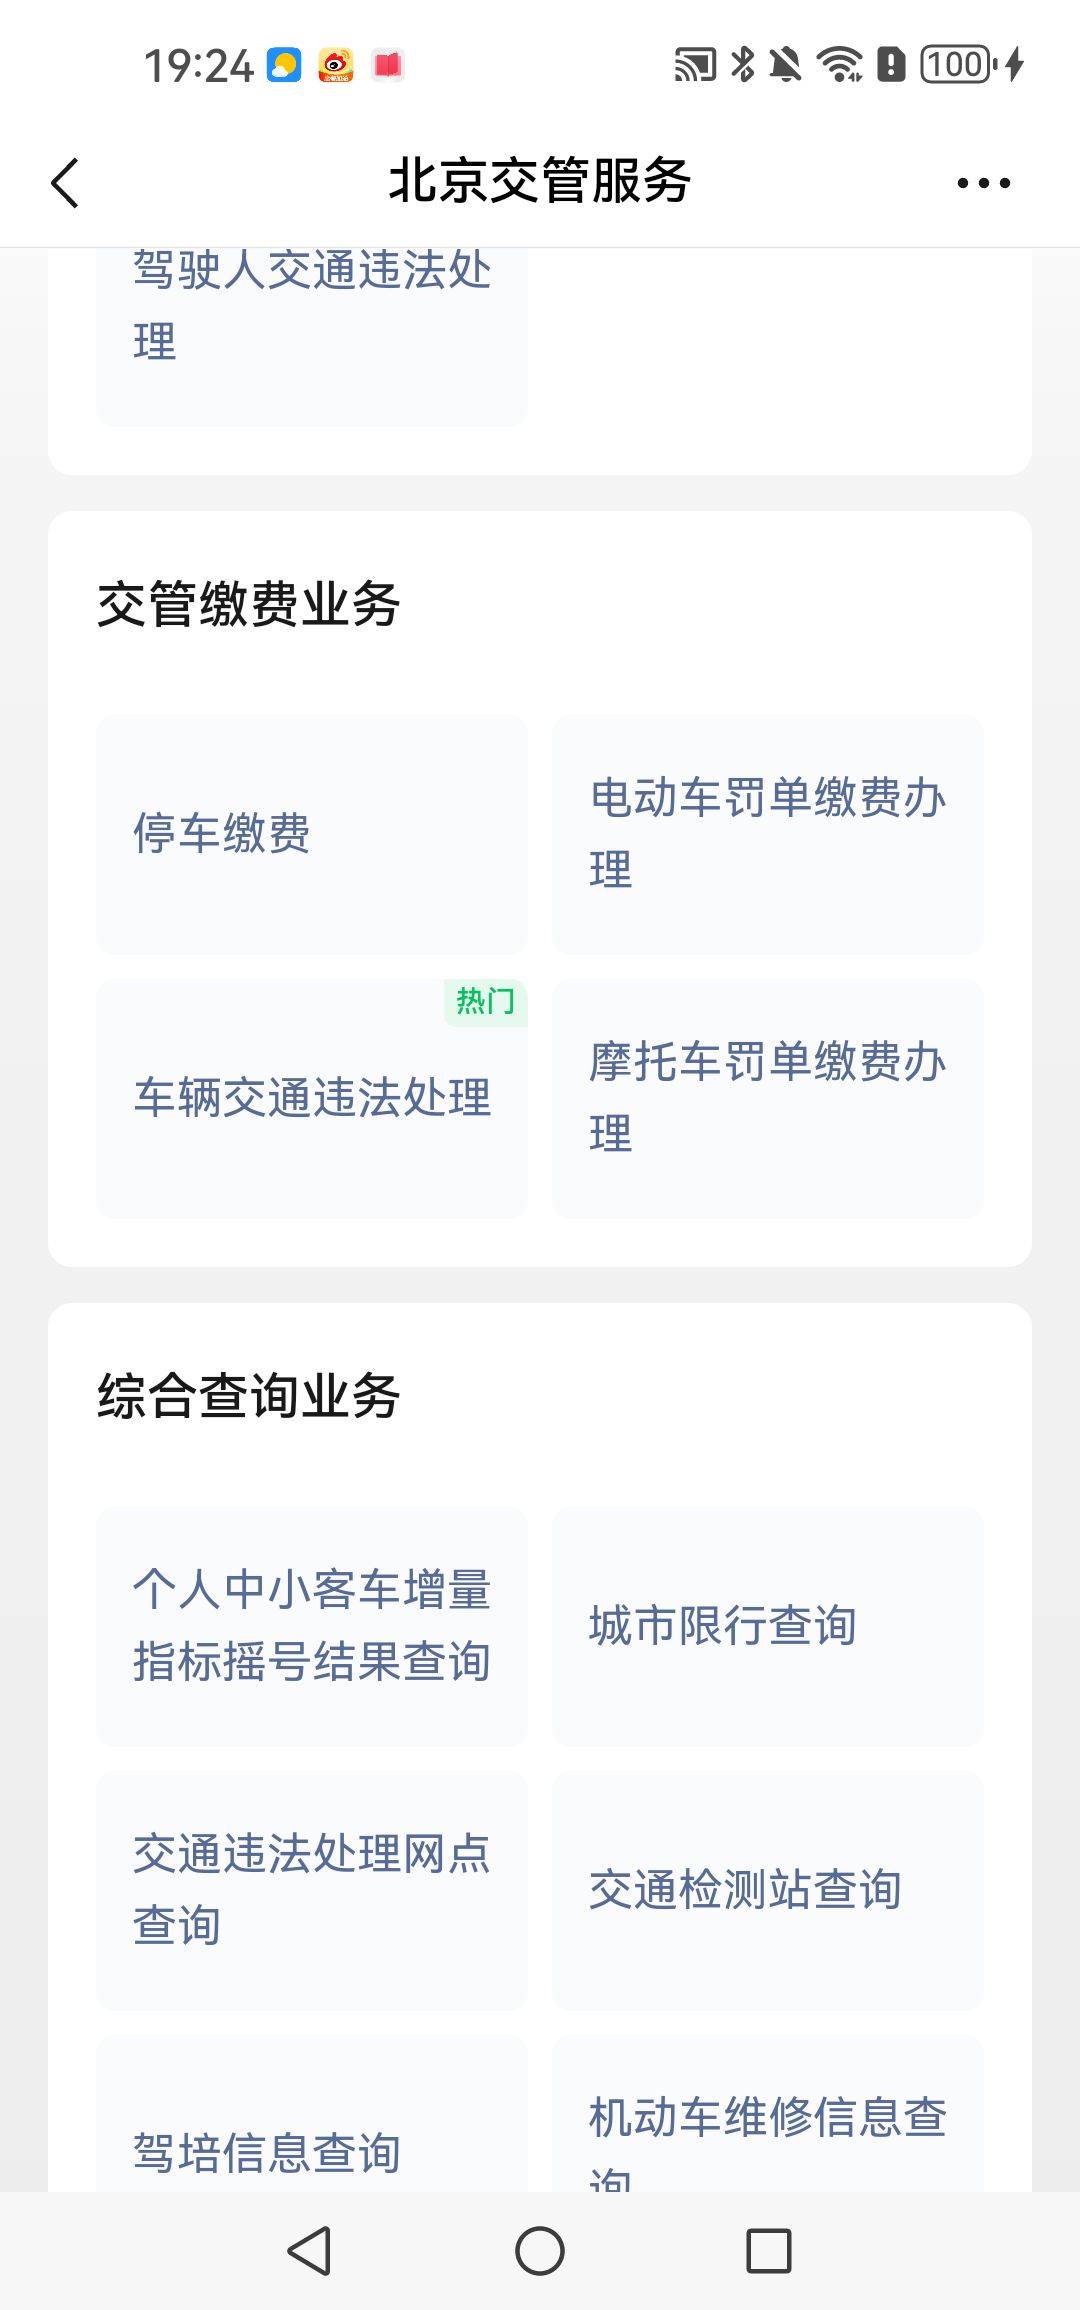 19:24
100
北京交管服务
驾驶人交通违法处
理
交管缴费业务
停车缴费
电动车罚单缴费办
理
热门
车辆交通违法处理
摩托车罚单缴费办
理
综合查询业务
个人中小客车增量
指标摇号结果查询
城市限行查询
交通违法处理网点
查询
交通检测站查询
驾培信息查询
机动车维修信息查
询